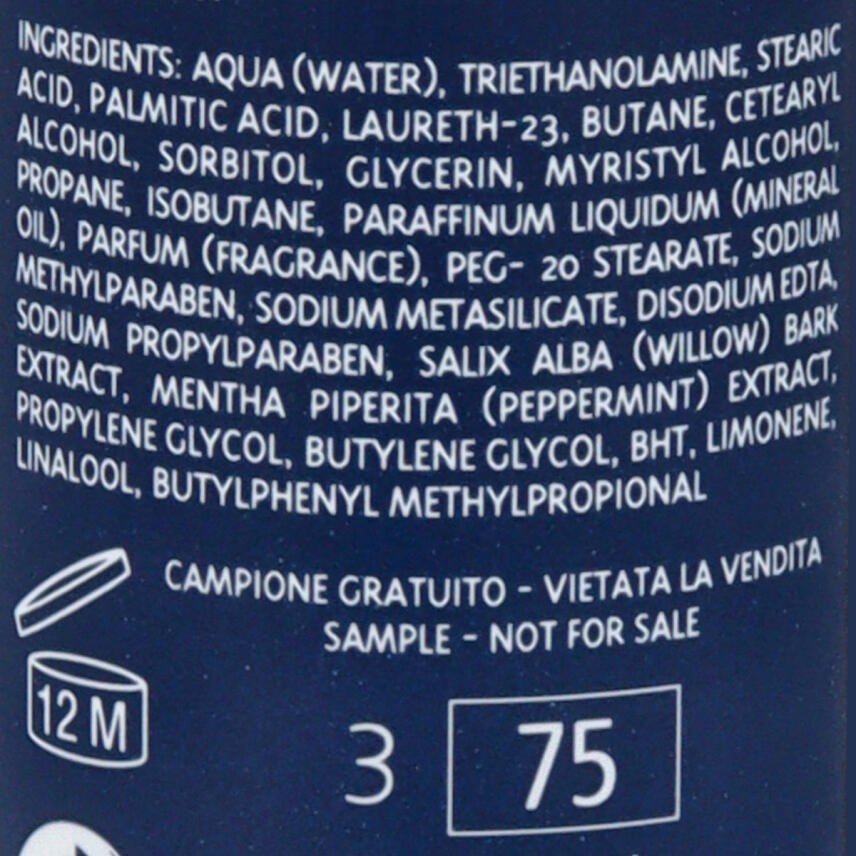 INGREDIENTS: AQUA (WATER), TRIETHANOLAMINE, STEARIC
ACID, PALMITIC ACID, LAURETH-23, BUTANE, CETEARYL
ALCOHOL, SORBITOL, GLYCERIN, MYRISTYL ALCOHOL,
PROPANE, ISOBUTANE, PARAFFINUM LIQUIDUM (MINERAL
OIL), PARFUM (FRAGRANCE), PEG- 20 STEARATE, SODIUM
METHYLPARABEN, SODIUM METASILICATE, DISODIUM EDTA,
SODIUM PROPYLPARABEN, SALIX ALBA (WILLOW) BARK
EXTRACT, MENTHA PIPERITA (PEPPERMINT) EXTRACT,
PROPYLENE GLYCOL, BUTYLENE GLYCOL, BHT, LIMONENE,
LINALOOL, BUTYLPHENYL METHYLPROPIONAL
CAMPIONE GRATUITO - VIETATA LA VENDITA
SAMPLE - NOT FOR SALE
12 M
3 75